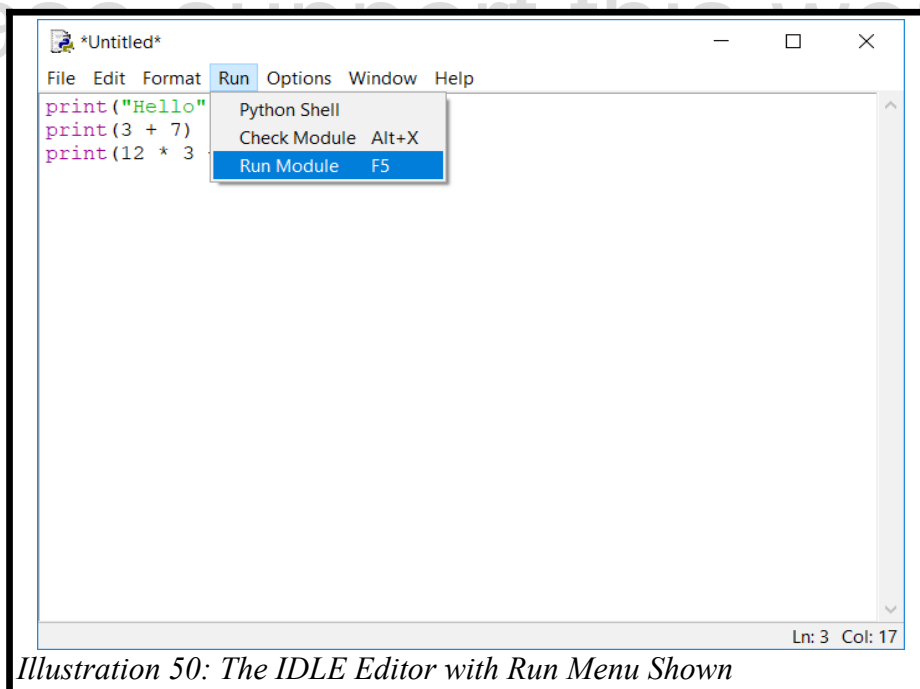 *Untitled*
File Edit Format Run Options Window Help
print("Hello"
print(3 + 7)
print(12 * 3
Python Shell
Check Module Alt+X
Run Module F5
Ln: 3 Col: 17
Illustration 50: The IDLE Editor with Run Menu Shown